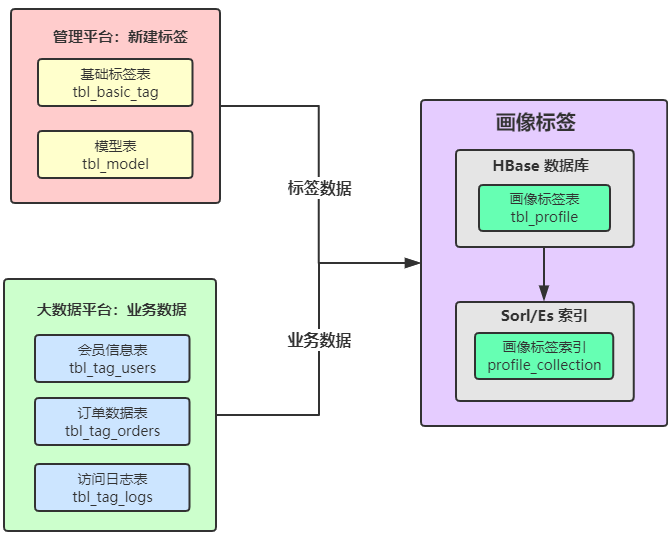 管理平台：新建标签
基础标签表
tbl_basic_tag
模型表
tbl_model
标签数据
大数据平台：业务数据
会员信息表
tbl_tag_users
订单数据表
tbl_tag_orders
访问日志表
tbl_tag_logs
业务数据
画像标签
HBase 数据库
画像标签表
tbl_profile
Sorl/Es 索引
画像标签索引
profile_collection